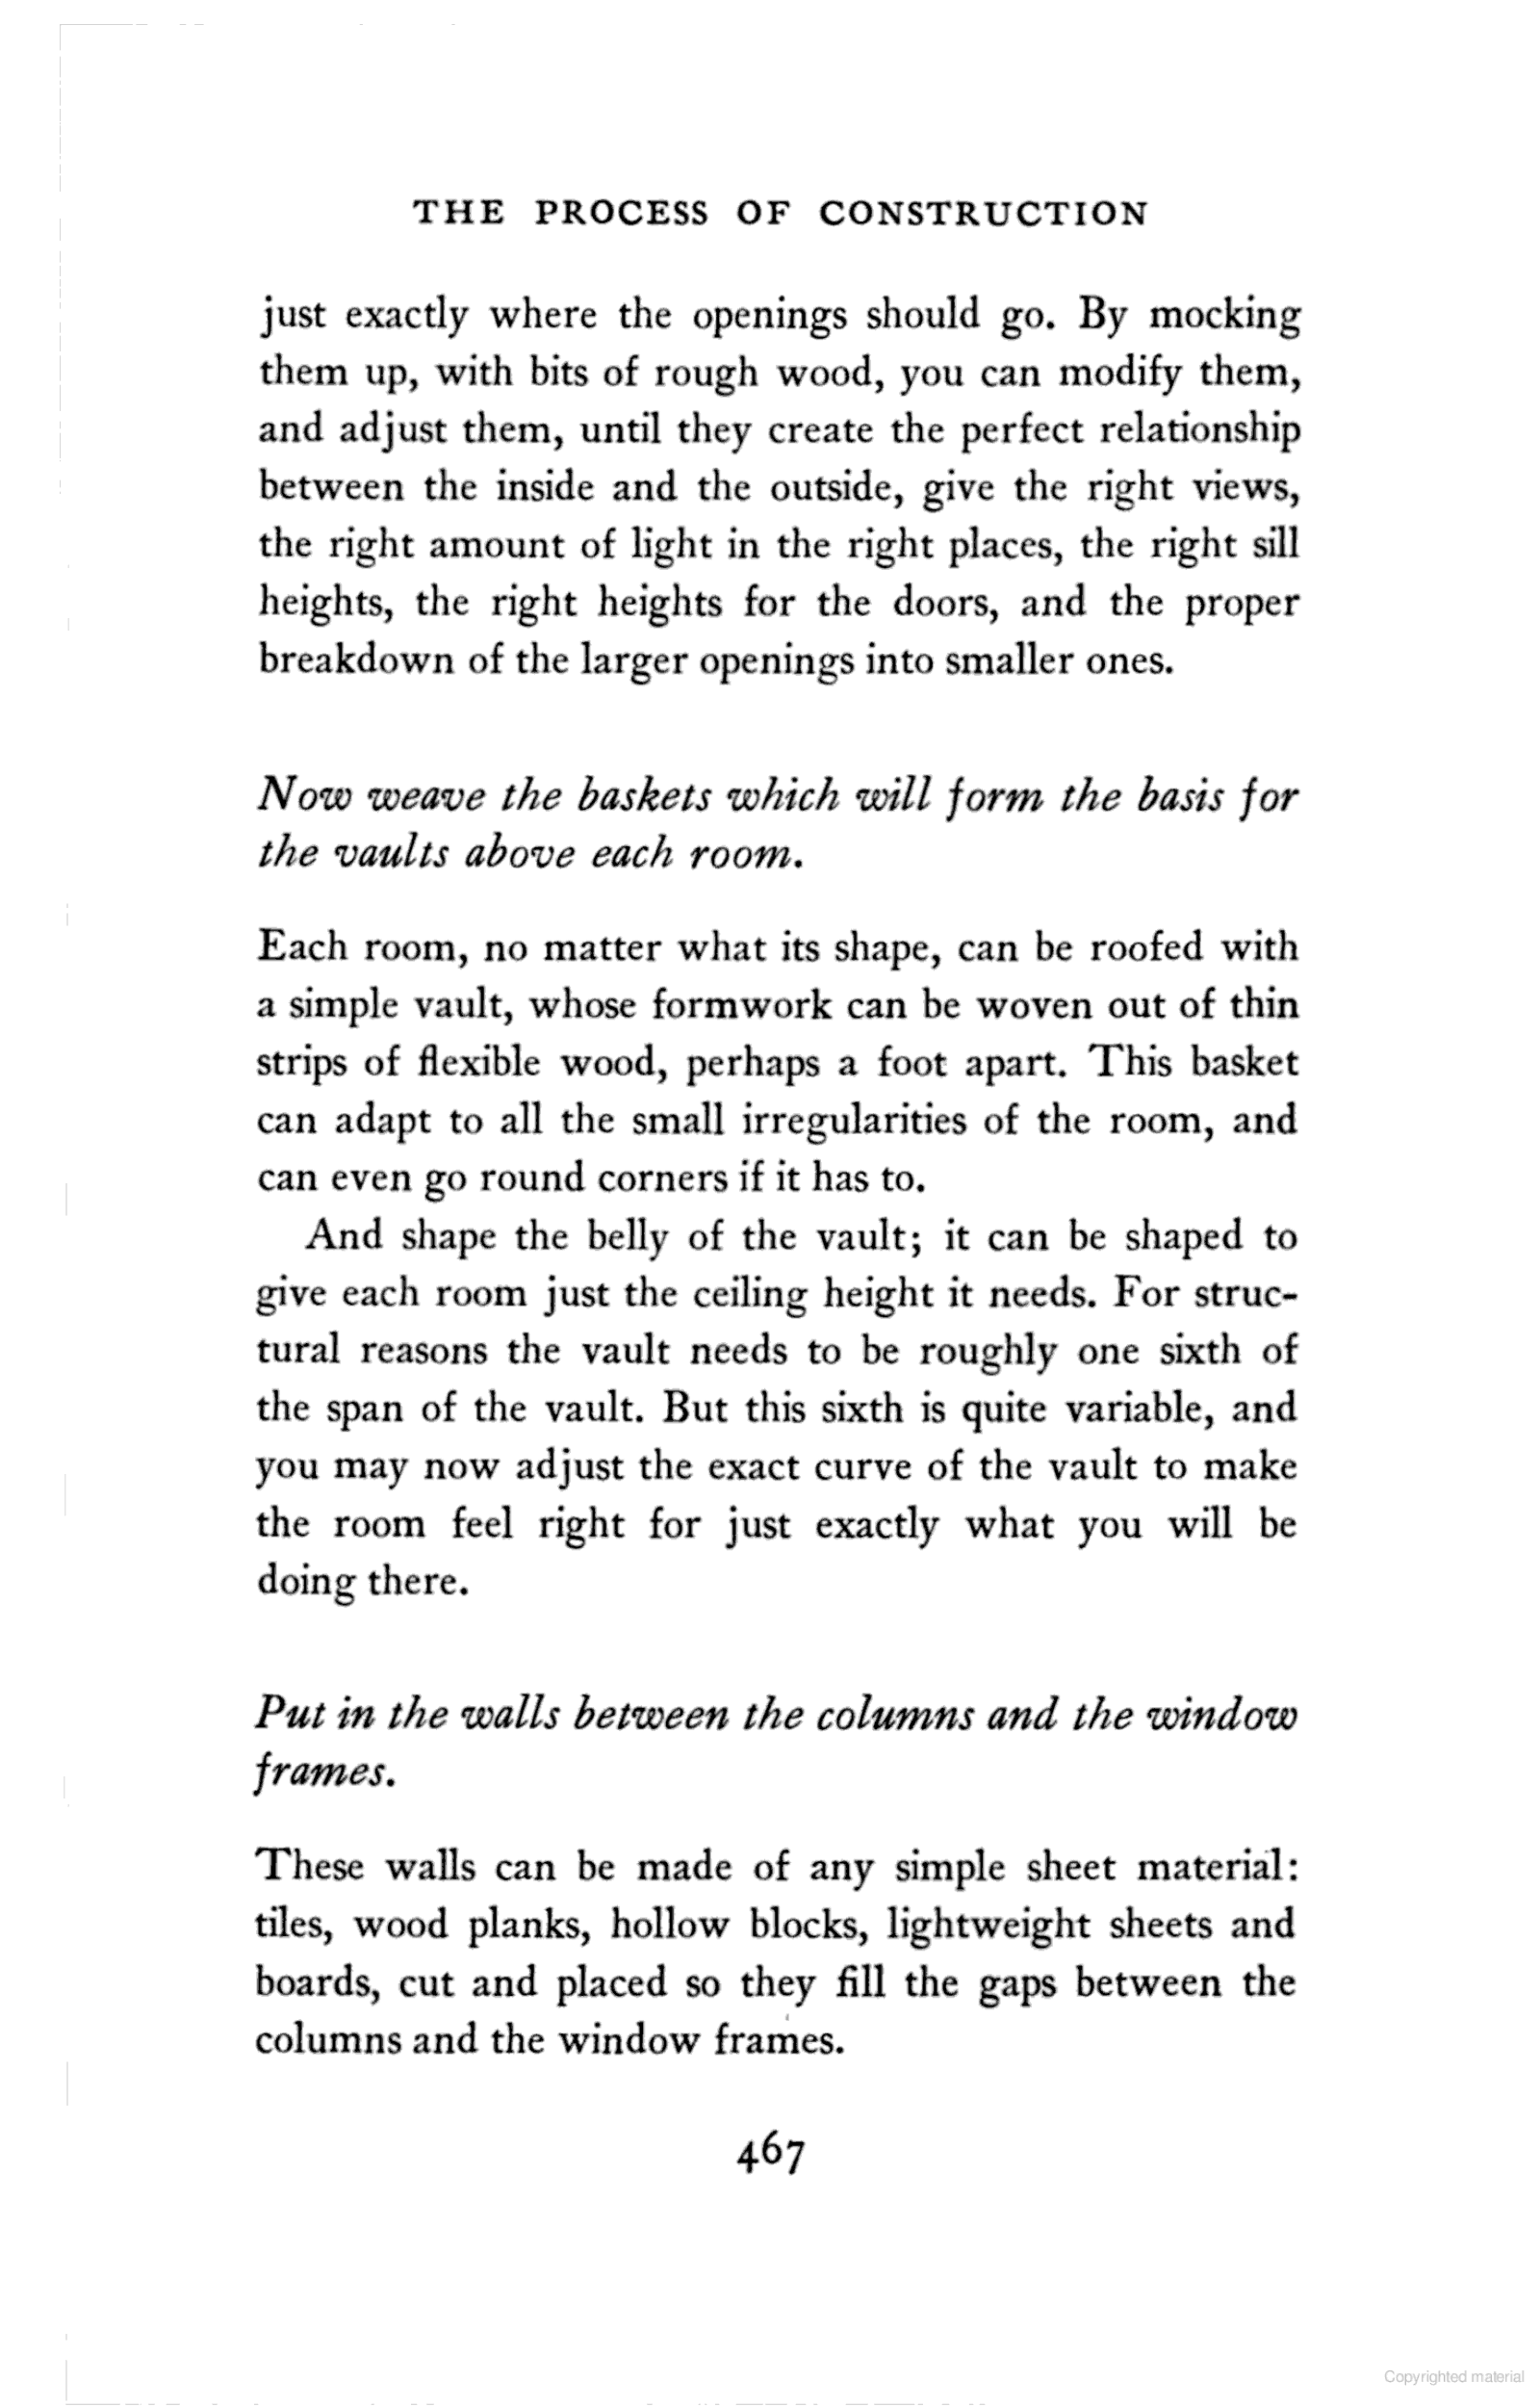 THE PROCESS OF CONSTRUCTION
just exactly where the openings should go. By mocking
them up, with bits of rough wood, you can modify them,
and adjust them, until they create the perfect relationship
between the inside and the outside, give the right views,
the right amount of light in the right places, the right sill
heights, the right heights for the doors, and the proper
breakdown of the larger openings into smaller ones.
Now weave the baskets which will form the basis for
the vaults above each room.
Each room, no matter what its shape, can be roofed with
a simple vault, whose formwork can be woven out of thin
strips of flexible wood, perhaps a foot apart. This basket
can adapt to all the small irregularities of the room, and
can even go round corners if it has to.
And shape the belly of the vault; it can be shaped to
give each room just the ceiling height it needs. For struc-
tural reasons the vault needs to be roughly one sixth of
the span of the vault. But this sixth is quite variable, and
you may now adjust the exact curve of the vault to make
the room feel right for just exactly what you will be
doing there.
Put in the walls between the columns and the window
frames.
These walls can be made of any simple sheet material:
tiles, wood planks, hollow blocks, lightweight sheets and
boards, cut and placed so they fill the gaps between the
columns and the window frames.
467
Copyrighted material